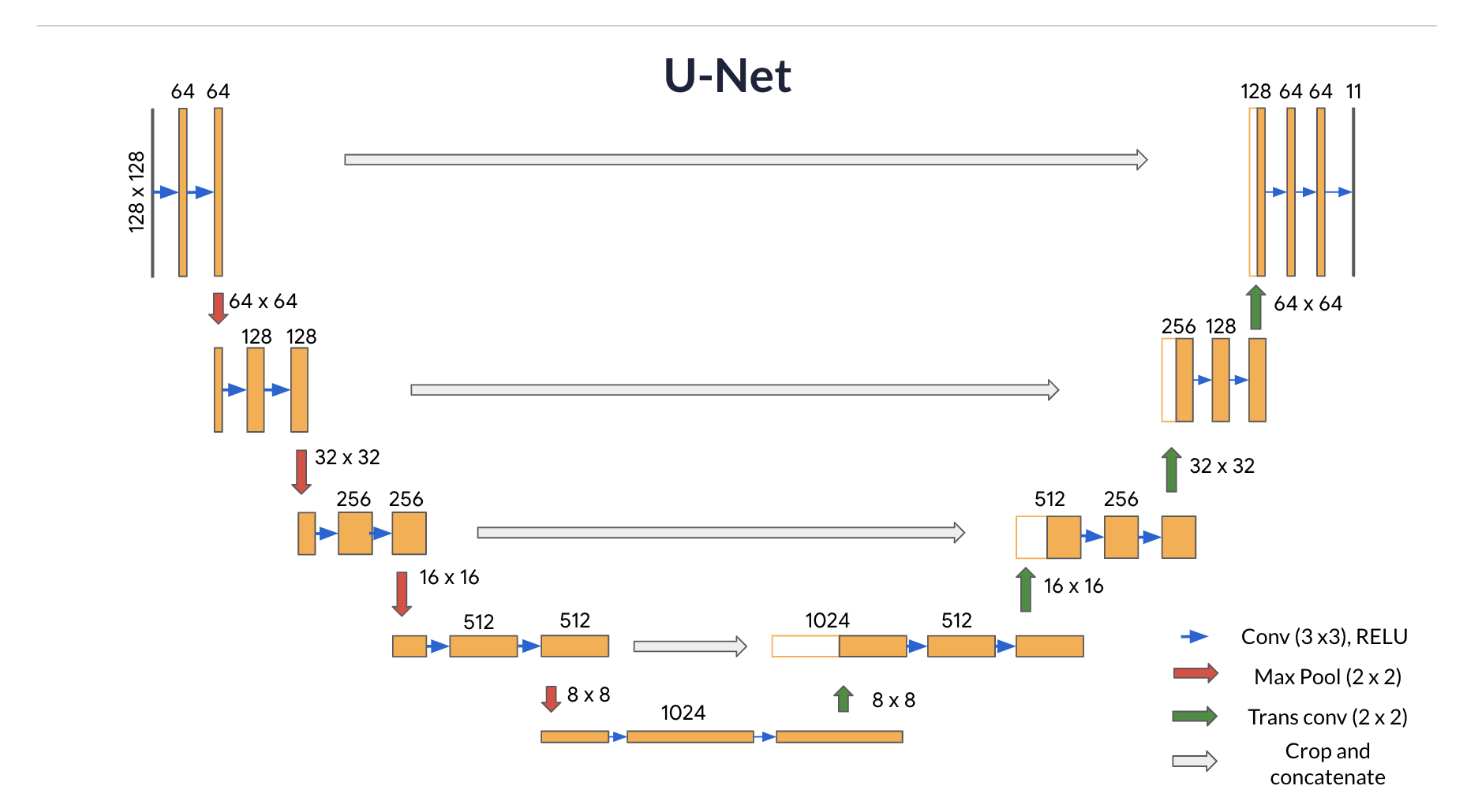 U-Net
64 64
128 64 64 11
128 x 128
64 x 64
64 x 64
128 128
256 128
32 x 32
32 x 32
256 256
512 256
16 x 16
16 x 16
512 512
1024 512
8 x 8
8 x 8
1024
Conv (3 x3), RELU
Max Pool (2 x 2)
Trans conv (2 x 2)
Crop and
concatenate